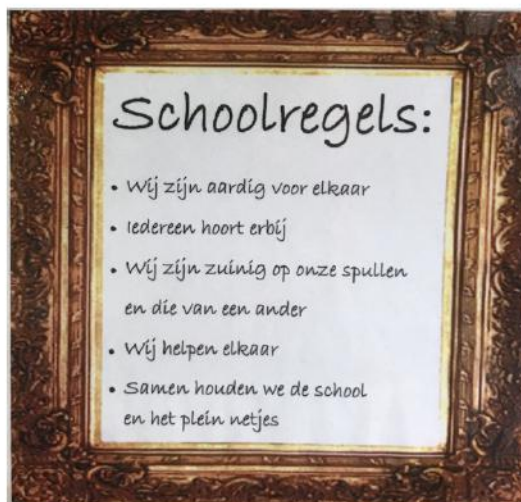 Schoolregels:
• Wij zijn aardig voor elkaar
• Iedereen hoort erbij
• Wij zijn zuinig op onze spullen
en die van een ander
• Wij helpen elkaar
• Samen houden we de school
en het plein netjes